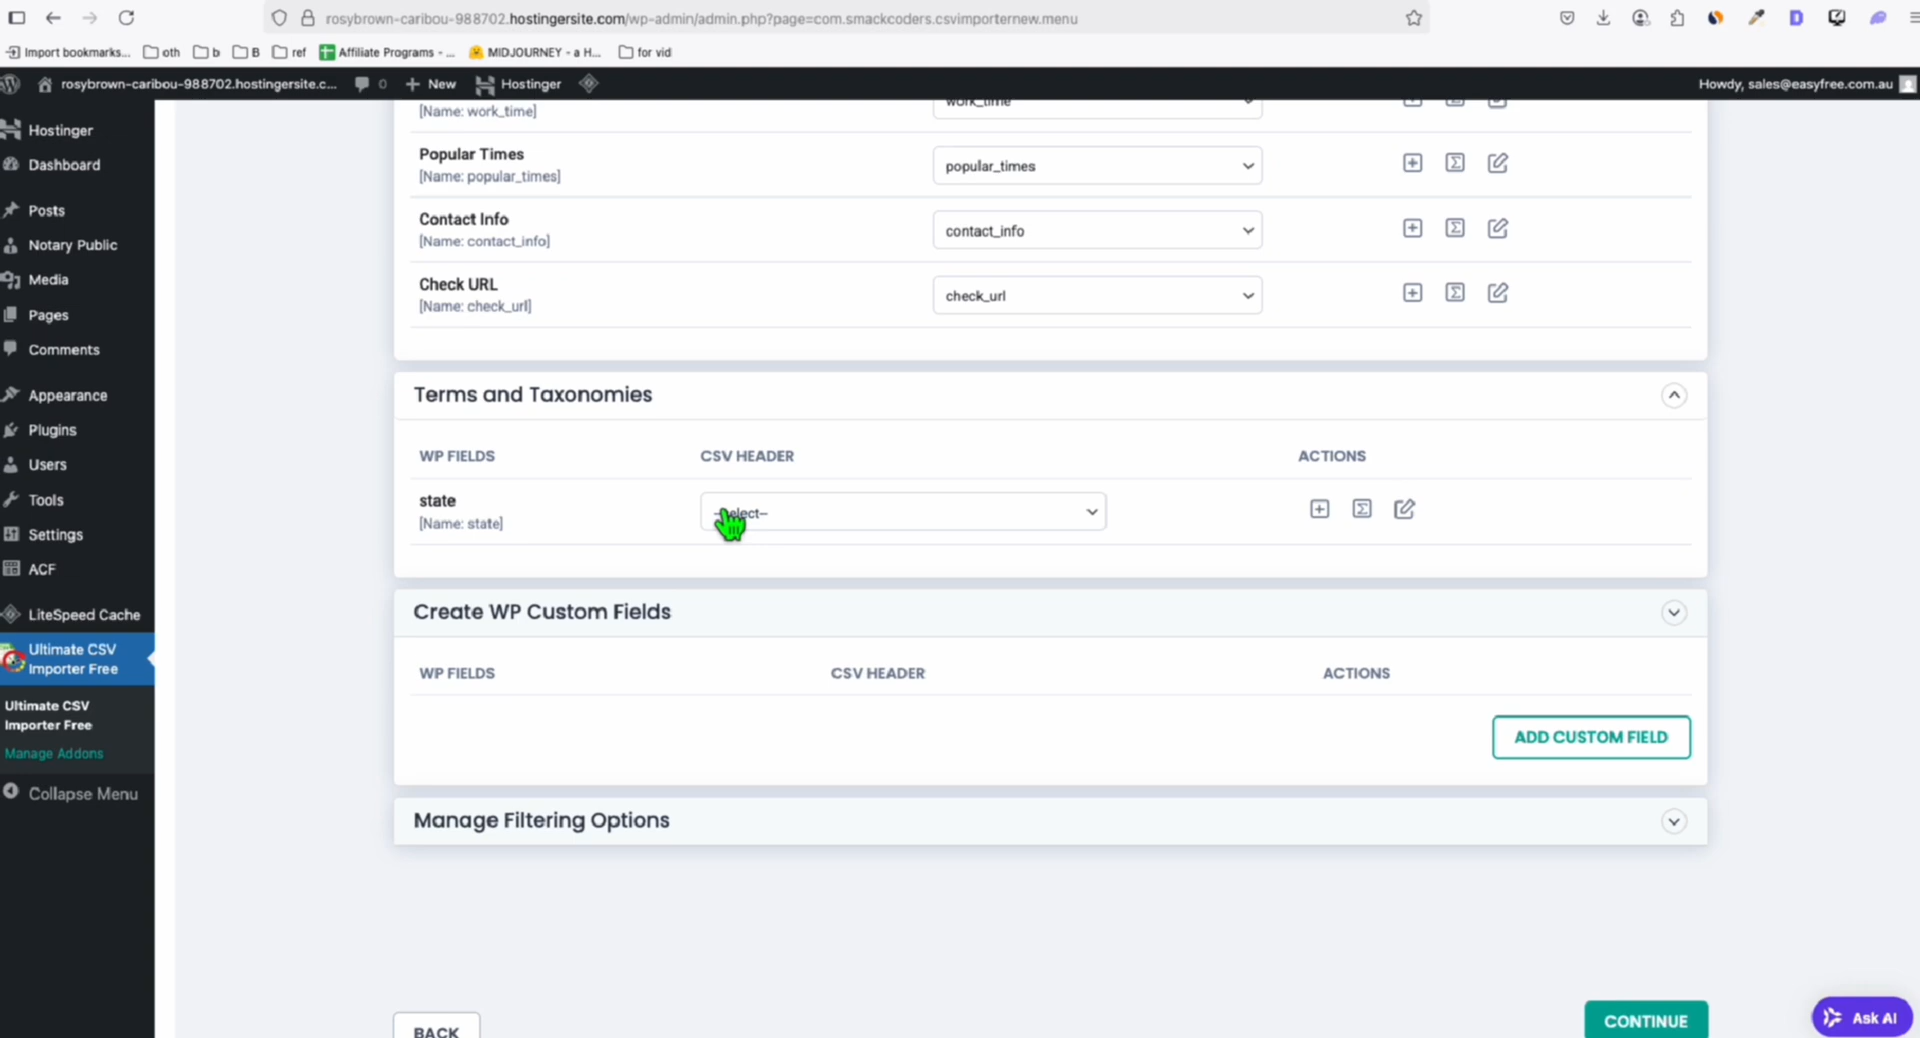 rosybrown-caribou-988702.hostingersite.com/wp-admin/admin.php?page=com.smackcoders.csvimporternew.menu
Import bookmarks...
oth
b
B
ref
Affiliate Programs - ...
MIDJOURNEY - a H...
for vid
rosybrown-caribou-988702.hostingersite.c...
0
New
Hostinger
Howdy, sales@easyfree.com.au
Hostinger
Dashboard
Posts
Notary Public
Media
Pages
Comments
Appearance
Plugins
Users
Tools
Settings
ACF
LiteSpeed Cache
Ultimate CSV
Importer Free
Ultimate CSV
Importer Free
Manage Addons
Collapse Menu
work_time
[Name: work_time]
Popular Times
popular_times
[Name: popular_times]
Contact Info
contact_info
[Name: contact_info]
Check URL
check_url
[Name: check_url]
Terms and Taxonomies
WP FIELDS CSV HEADER ACTIONS
state
[Name: state]
Create WP Custom Fields
WP FIELDS CSV HEADER ACTIONS
ADD CUSTOM FIELD
Manage Filtering Options
BACK
CONTINUE
Ask AI